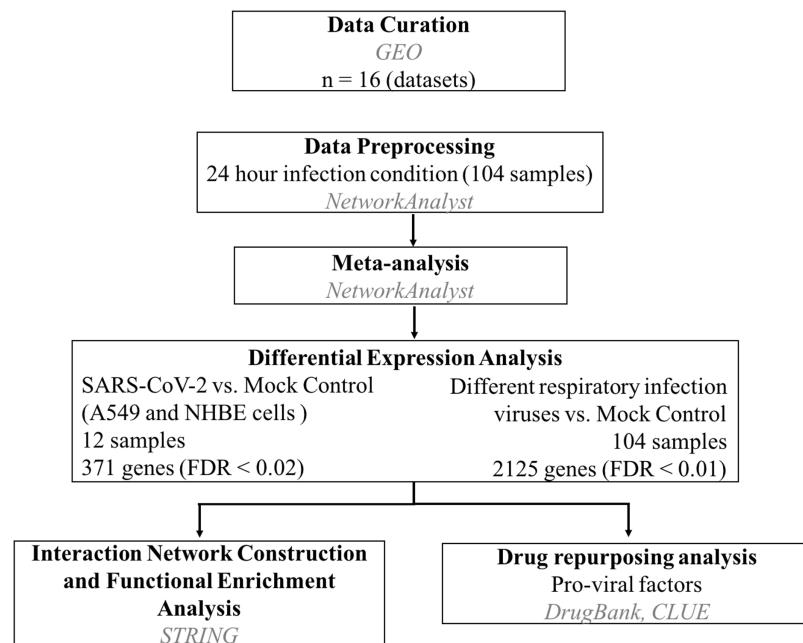 Data Curation
GEO
n = 16 (datasets)
Data Preprocessing
24 hour infection condition (104 samples)
NetworkAnalyst
Meta-analysis
NetworkAnalyst
Differential Expression Analysis
SARS-CoV-2 vs. Mock Control
(A549 and NHBE cells )
12 samples
371 genes (FDR < 0.02)
Different respiratory infection
viruses vs. Mock Control
104 samples
2125 genes (FDR < 0.01)
Interaction Network Construction
and Functional Enrichment
Analysis
STRING
Drug repurposing analysis
Pro-viral factors
DrugBank, CLUE